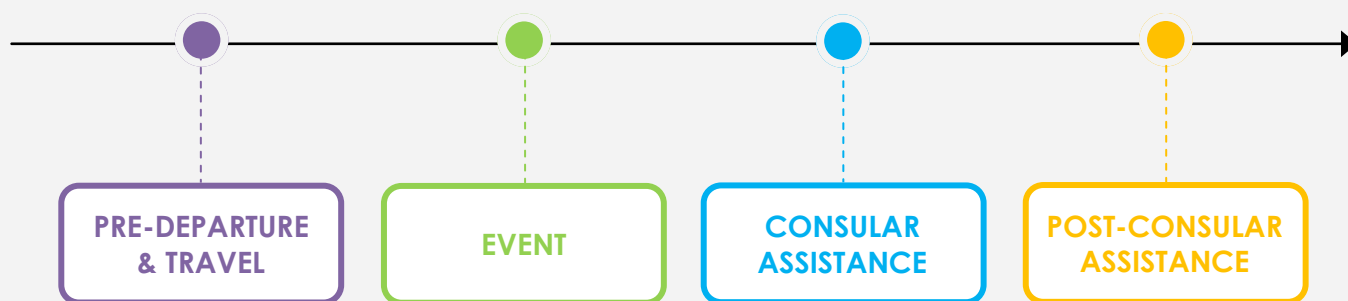 PRE-DEPARTURE
& TRAVEL
EVENT
CONSULAR
ASSISTANCE
POST-CONSULAR
ASSISTANCE